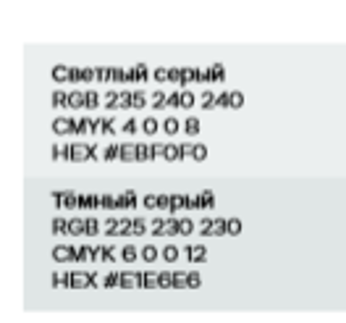 Светлый серый
RGB 235 240 240
CMYK 4 0 0 8
HEX #EBF0F0
Тёмный серый
RGB 225 230 230
CMYK 6 0 0 12
HEX #E1E6E6